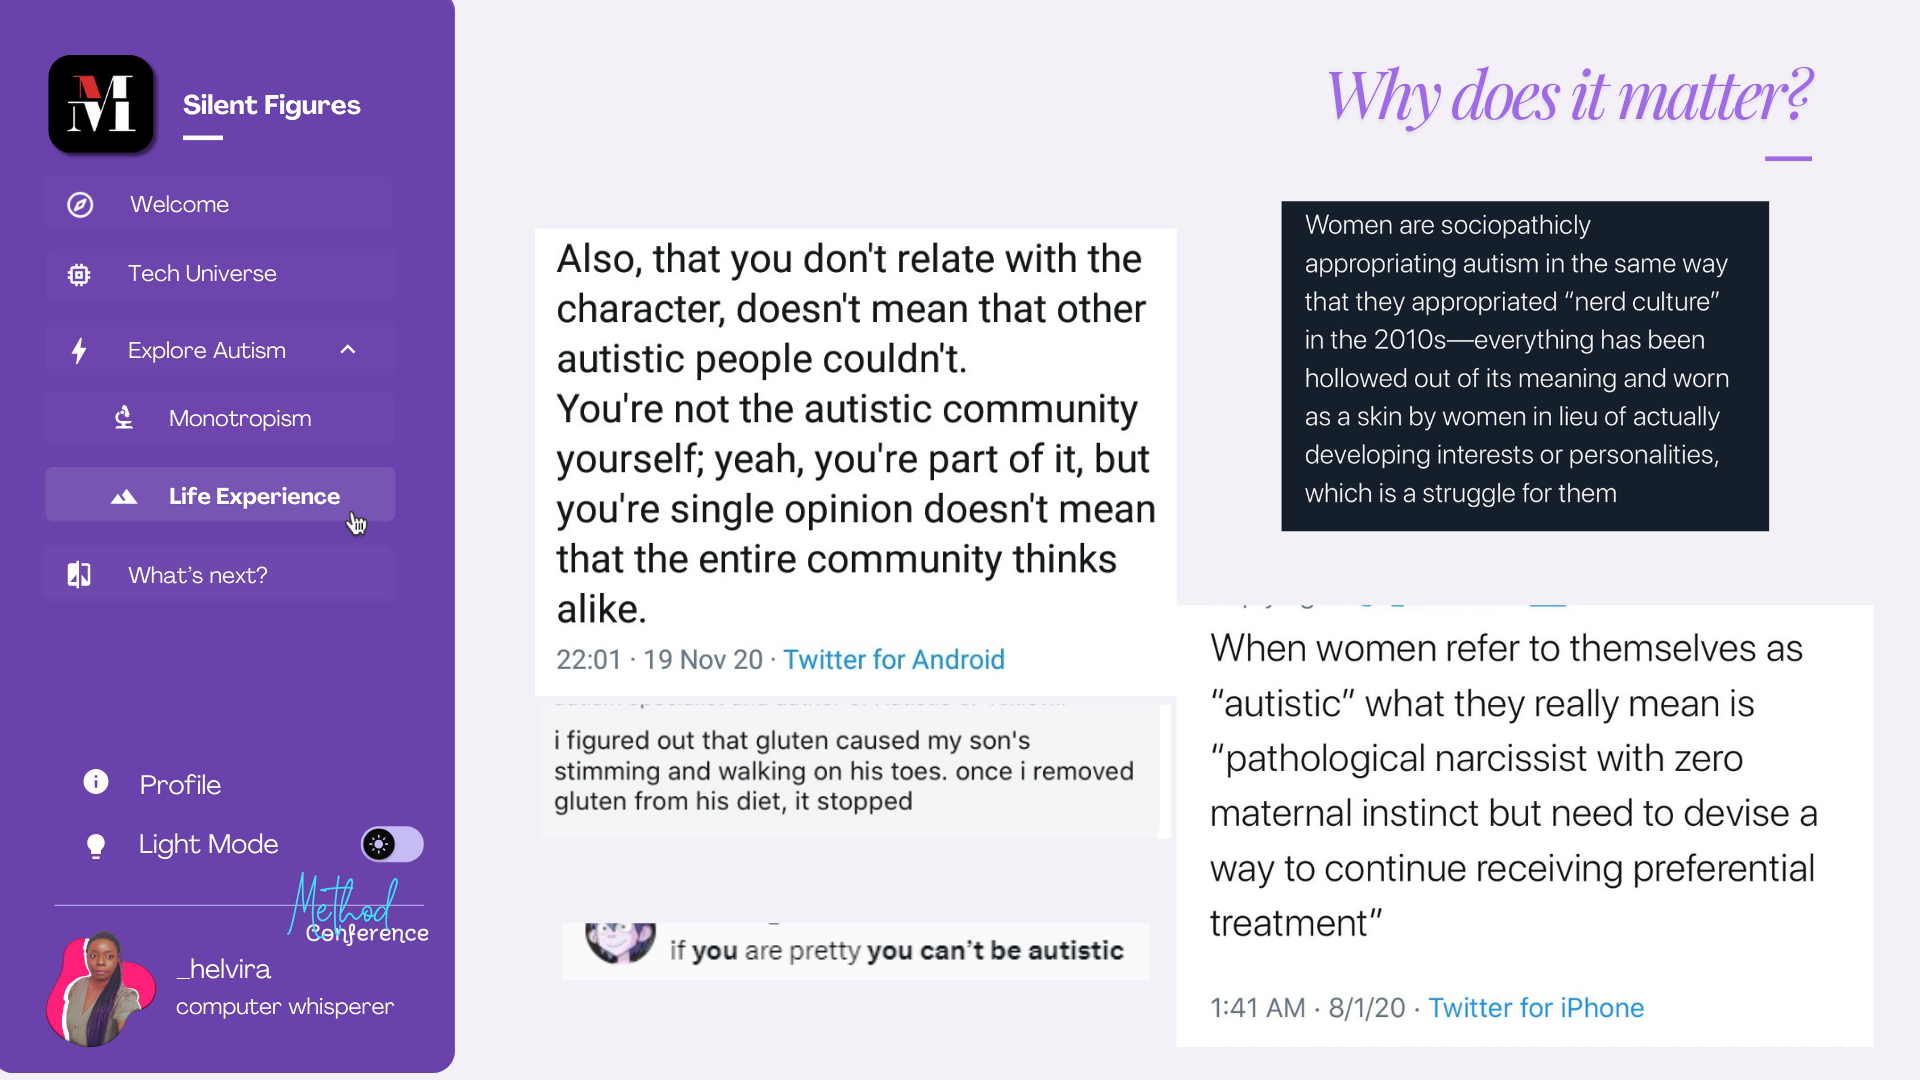 Silent Figures
Welcome
Tech Universe
Explore Autism
Monotropism
Life Experience
What's next?
Profile
Light Mode
Method
Conference
_helvira
computer whisperer
Why does it matter?
Also, that you don't relate with the
character, doesn't mean that other
autistic people couldn't.
You're not the autistic community
yourself; yeah, you're part of it, but
you're single opinion doesn't mean
that the entire community thinks
alike.
22:01 · 19 Nov 20 · Twitter for Android
Women are sociopathicly
appropriating autism in the same way
that they appropriated “nerd culture”
in the 2010s—everything has been
hollowed out of its meaning and worn
as a skin by women in lieu of actually
developing interests or personalities,
which is a struggle for them
i figured out that gluten caused my son's
stimming and walking on his toes. once i removed
gluten from his diet, it stopped
if you are pretty you can't be autistic
When women refer to themselves as
“autistic” what they really mean is
“pathological narcissist with zero
maternal instinct but need to devise a
way to continue receiving preferential
treatment”
1:41 AM · 8/1/20 · Twitter for iPhone